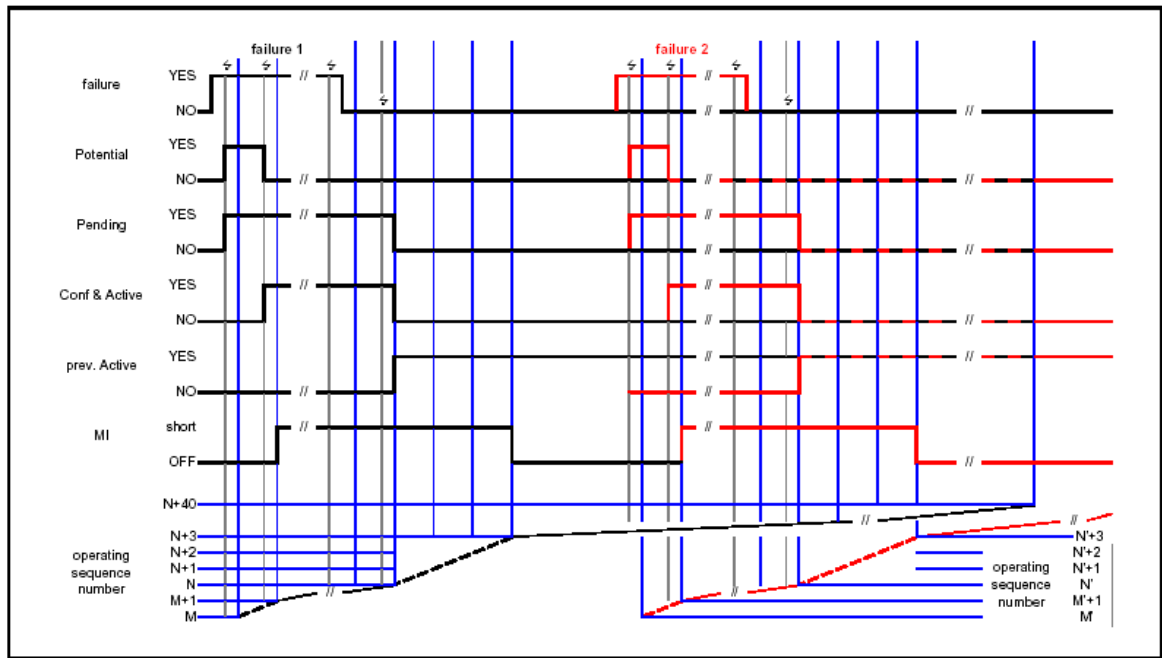 failure 1
failure 2
failure
YES
NO
//
//
//
Potential
YES
NO
//
//
//
Pending
YES
NO
//
//
//
Conf & Active
YES
NO
//
//
//
prev. Active
YES
NO
//
//
//
MI
short
OFF
//
//
//
operating
sequence
number
N+40
N+3
N+2
N+1
N
M+1
M
//
//
//
//
operating
sequence
number
N'+3
N'+2
N'+1
N'
M'+1
M'